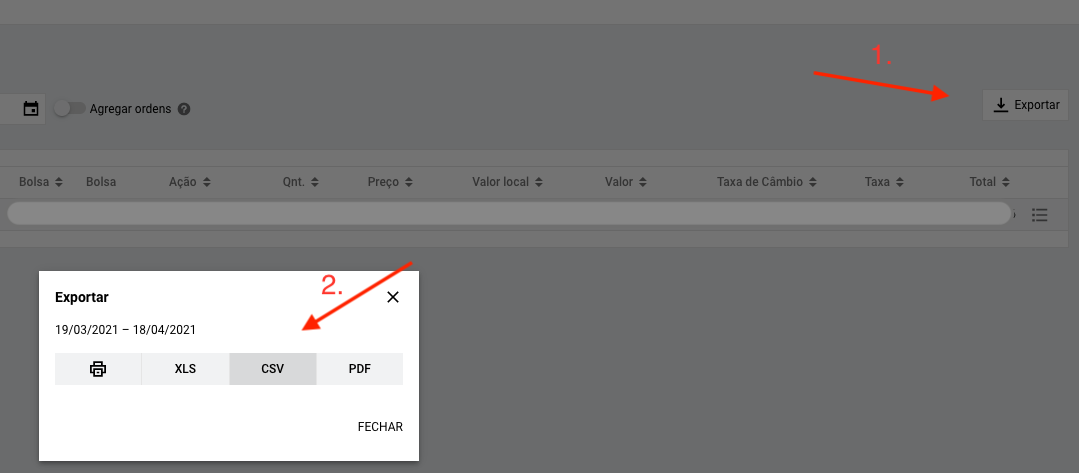 1.
Agregar ordens ?
Exportar
Bolsa Bolsa Ação Qnt. Preço Valor local Valor Taxa de Câmbio Taxa Total
2.
Exportar
19/03/2021 – 18/04/2021
XLS CSV PDF
FECHAR